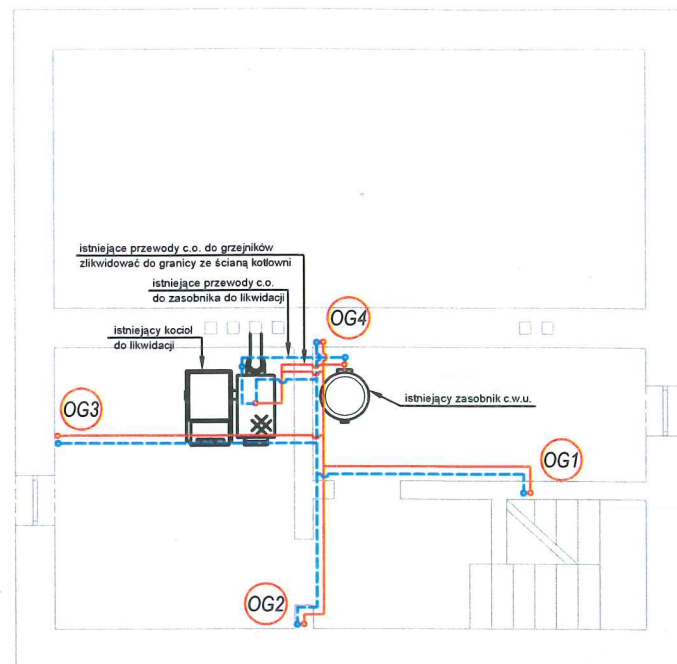 istniejące przewody c.o. do grzejników
zlikwidować do granicy ze ścianą kotłowni
istniejące przewody c.o.
do zasobnika do likwidacji
OG4
istniejący kocioł
do likwidacji
istniejący zasobnik c.w.u.
OG3
OG1
OG2